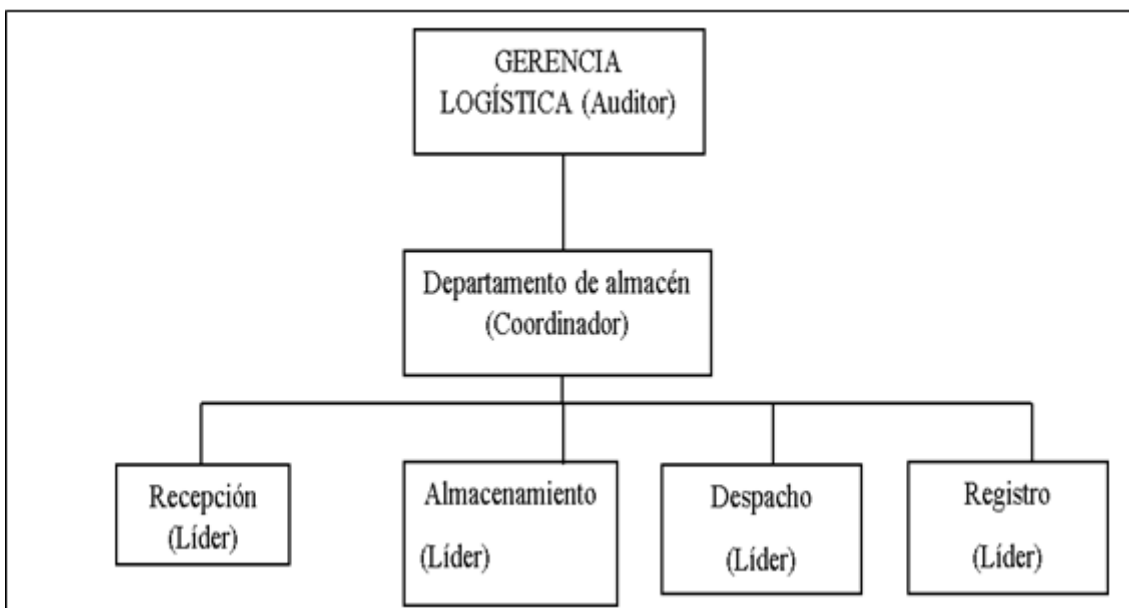 GERENCIA
LOGÍSTICA (Auditor)
Departamento de almacén
(Coordinador)
Recepción
(Líder)
Almacenamiento
(Líder)
Despacho
(Líder)
Registro
(Líder)